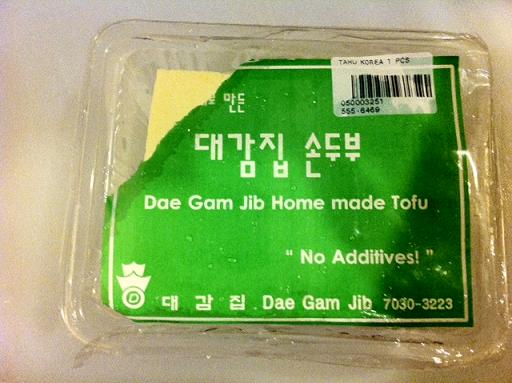 TAHU KOREA 1 PCS
050003251
555-6469
로 만든
대감집 손두부
Dae Gam Jib Home made Tofu
" No Additives! "
D 대감집 Dae Gam Jib 7030-3223